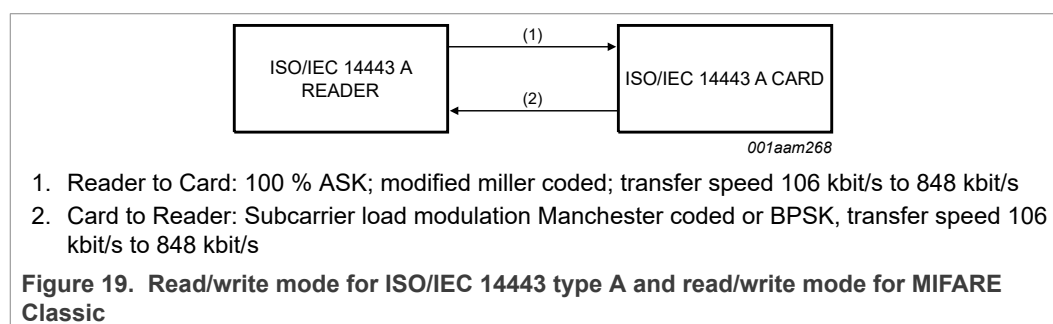 (1)
ISO/IEC 14443 A
READER
ISO/IEC 14443 A CARD
(2)
001aam268
1. Reader to Card: 100 % ASK; modified miller coded; transfer speed 106 kbit/s to 848 kbit/s
2. Card to Reader: Subcarrier load modulation Manchester coded or BPSK, transfer speed 106
kbit/s to 848 kbit/s
Figure 19. Read/write mode for ISO/IEC 14443 type A and read/write mode for MIFARE
Classic